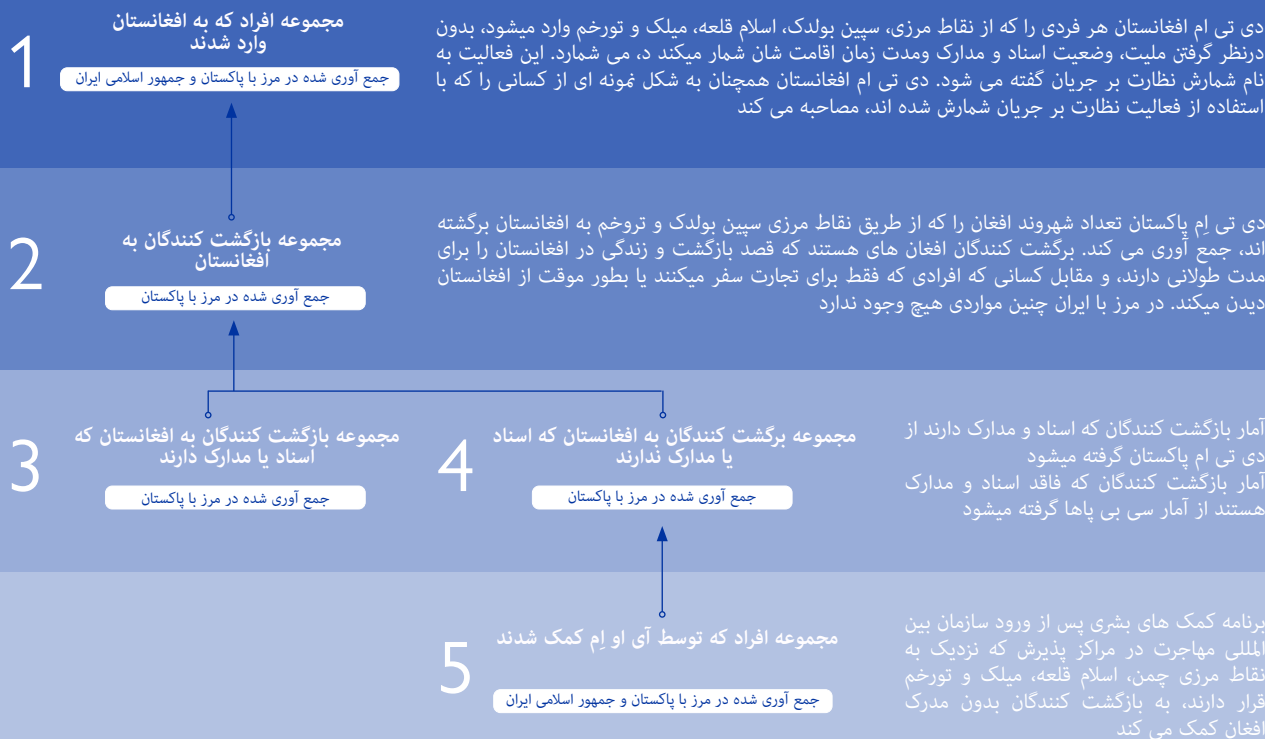 1
مجموعه افراد که به افغانستان
وارد شدند
جمع آوری شده در مرز با پاکستان و جمهور اسلامی ایران
دی تی ام افغانستان هر فردی را که از نقاط مرزی، سپین بولدک، اسلام قلعه، میلک و تورخم وارد میشود، بدون
درنظر گرفتن ملیت، وضعیت اسناد و مدارک ومدت زمان اقامت شان شمار میکند د، می شمارد. این فعالیت به
نام شمارش نظارت بر جریان گفته می شود. دی تی ام افغانستان همچنان به شکل نمونه ای از کسانی را که با
استفاده از فعالیت نظارت بر جریان شمارش شده اند، مصاحبه می کند
2
مجموعه بازگشت کنندگان به
افغانستان
جمع آوری شده در مرز با پاکستان
دی تی اِم پاکستان تعداد شهروند افغان را که از طریق نقاط مرزی سپین بولدک و تروخم به افغانستان برگشته
اند، جمع آوری می کند. برگشت کنندگان افغان های هستند که قصد بازگشت و زندگی در افغانستان را برای
مدت طولانی دارند، و مقابل کسانی که افرادی که فقط برای تجارت سفر میکنند یا بطور موقت از افغانستان
دیدن میکند. در مرز با ایران چنین مواردی هیچ وجود ندارد
3
مجموعه بازگشت کنندگان به افغانستان که
اسناد یا مدارک دارند
جمع آوری شده در مرز با پاکستان
4
مجموعه برگشت کنندگان به افغانستان که اسناد
یا مدارک ندارند
جمع آوری شده در مرز با پاکستان
آمار بازگشت کنندگان که اسناد و مدارک دارند از
دی تی ام پاکستان گرفته میشود
آمار بازگشت کنندگان که فاقد اسناد و مدارک
هستند از آمار سی بی پاها گرفته میشود
5
مجموعه افراد که توسط آی او اِم کمک شدند
جمع آوری شده در مرز با پاکستان و جمهور اسلامی ایران
برنامه کمک های بشری پس از ورود سازمان بین
المللی مهاجرت در مراکز پذیرش که نزدیک به
نقاط مرزی چمن، اسلام قلعه، میلک و تورخم
قرار دارند، به بازگشت کنندگان بدون مدرک
افغان کمک می کند